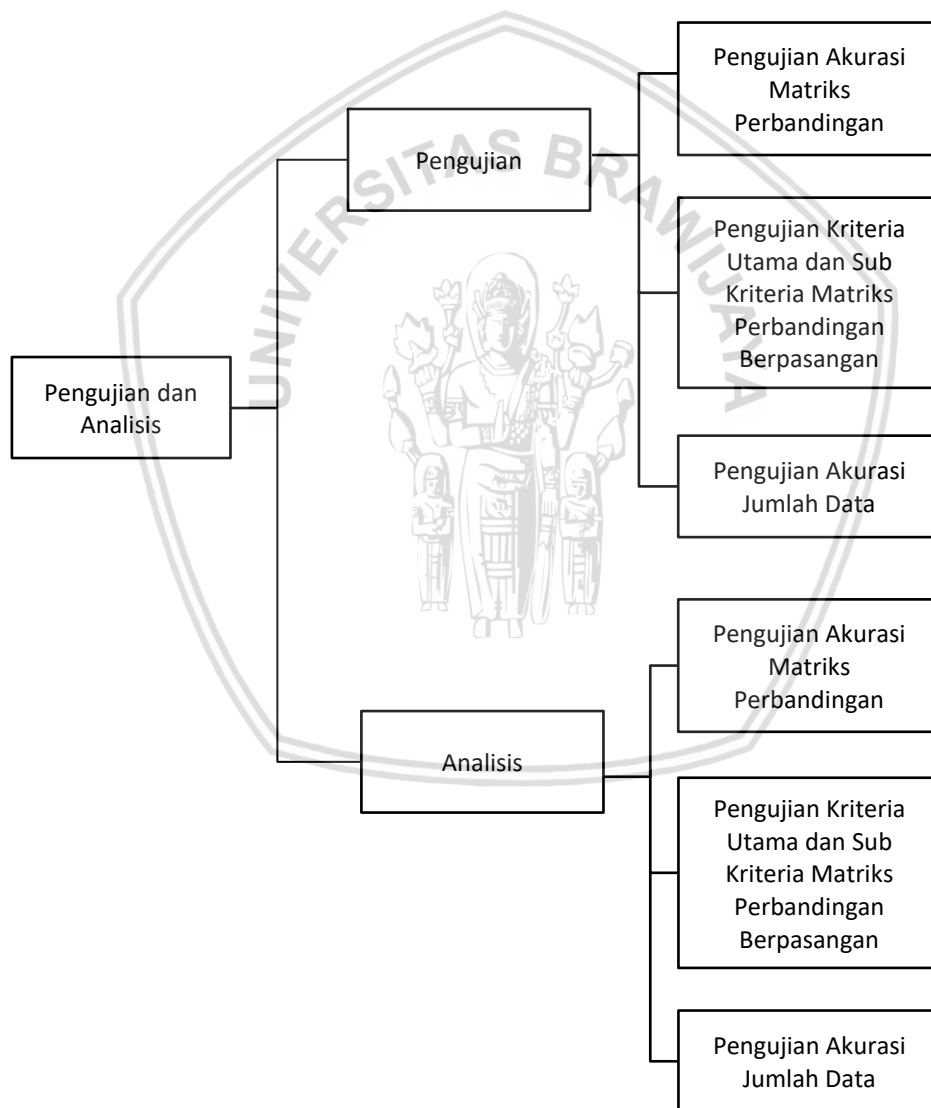 Pengujian dan
Analisis
Pengujian
Pengujian Akurasi
Matriks
Perbandingan
Pengujian Kriteria
Utama dan Sub
Kriteria Matriks
Perbandingan
Berpasangan
Pengujian Akurasi
Jumlah Data
Analisis
Pengujian Akurasi
Matriks
Perbandingan
Pengujian Kriteria
Utama dan Sub
Kriteria Matriks
Perbandingan
Berpasangan
Pengujian Akurasi
Jumlah Data
UNIVERSITAS BRAWIJAYA